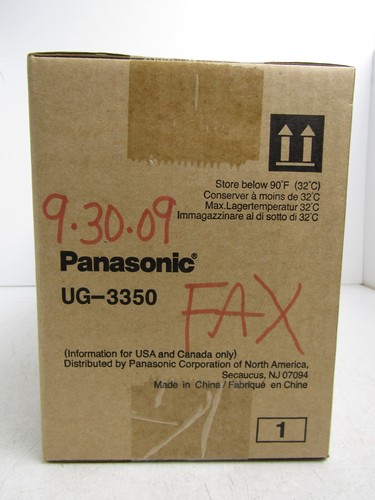 Store below 90°F (32°C)
Conserver à moins de 32°C
Max.Lagertemperatur 32°C
Immagazzinare al di sotto di 32°C
9.30.09
Panasonic®
UG-3350
FAX
(Information for USA and Canada only)
Distributed by Panasonic Corporation of North America,
Secaucus, NJ 07094
Made in China / Fabriqué en Chine
1